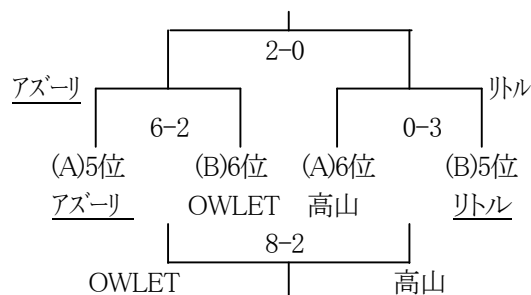 2-0
アズーリ リトル
6-2 0-3
(A)5位 (B)6位 (A)6位 (B)5位
アズーリ OWLET 高山 リトル
8-2
OWLET 高山